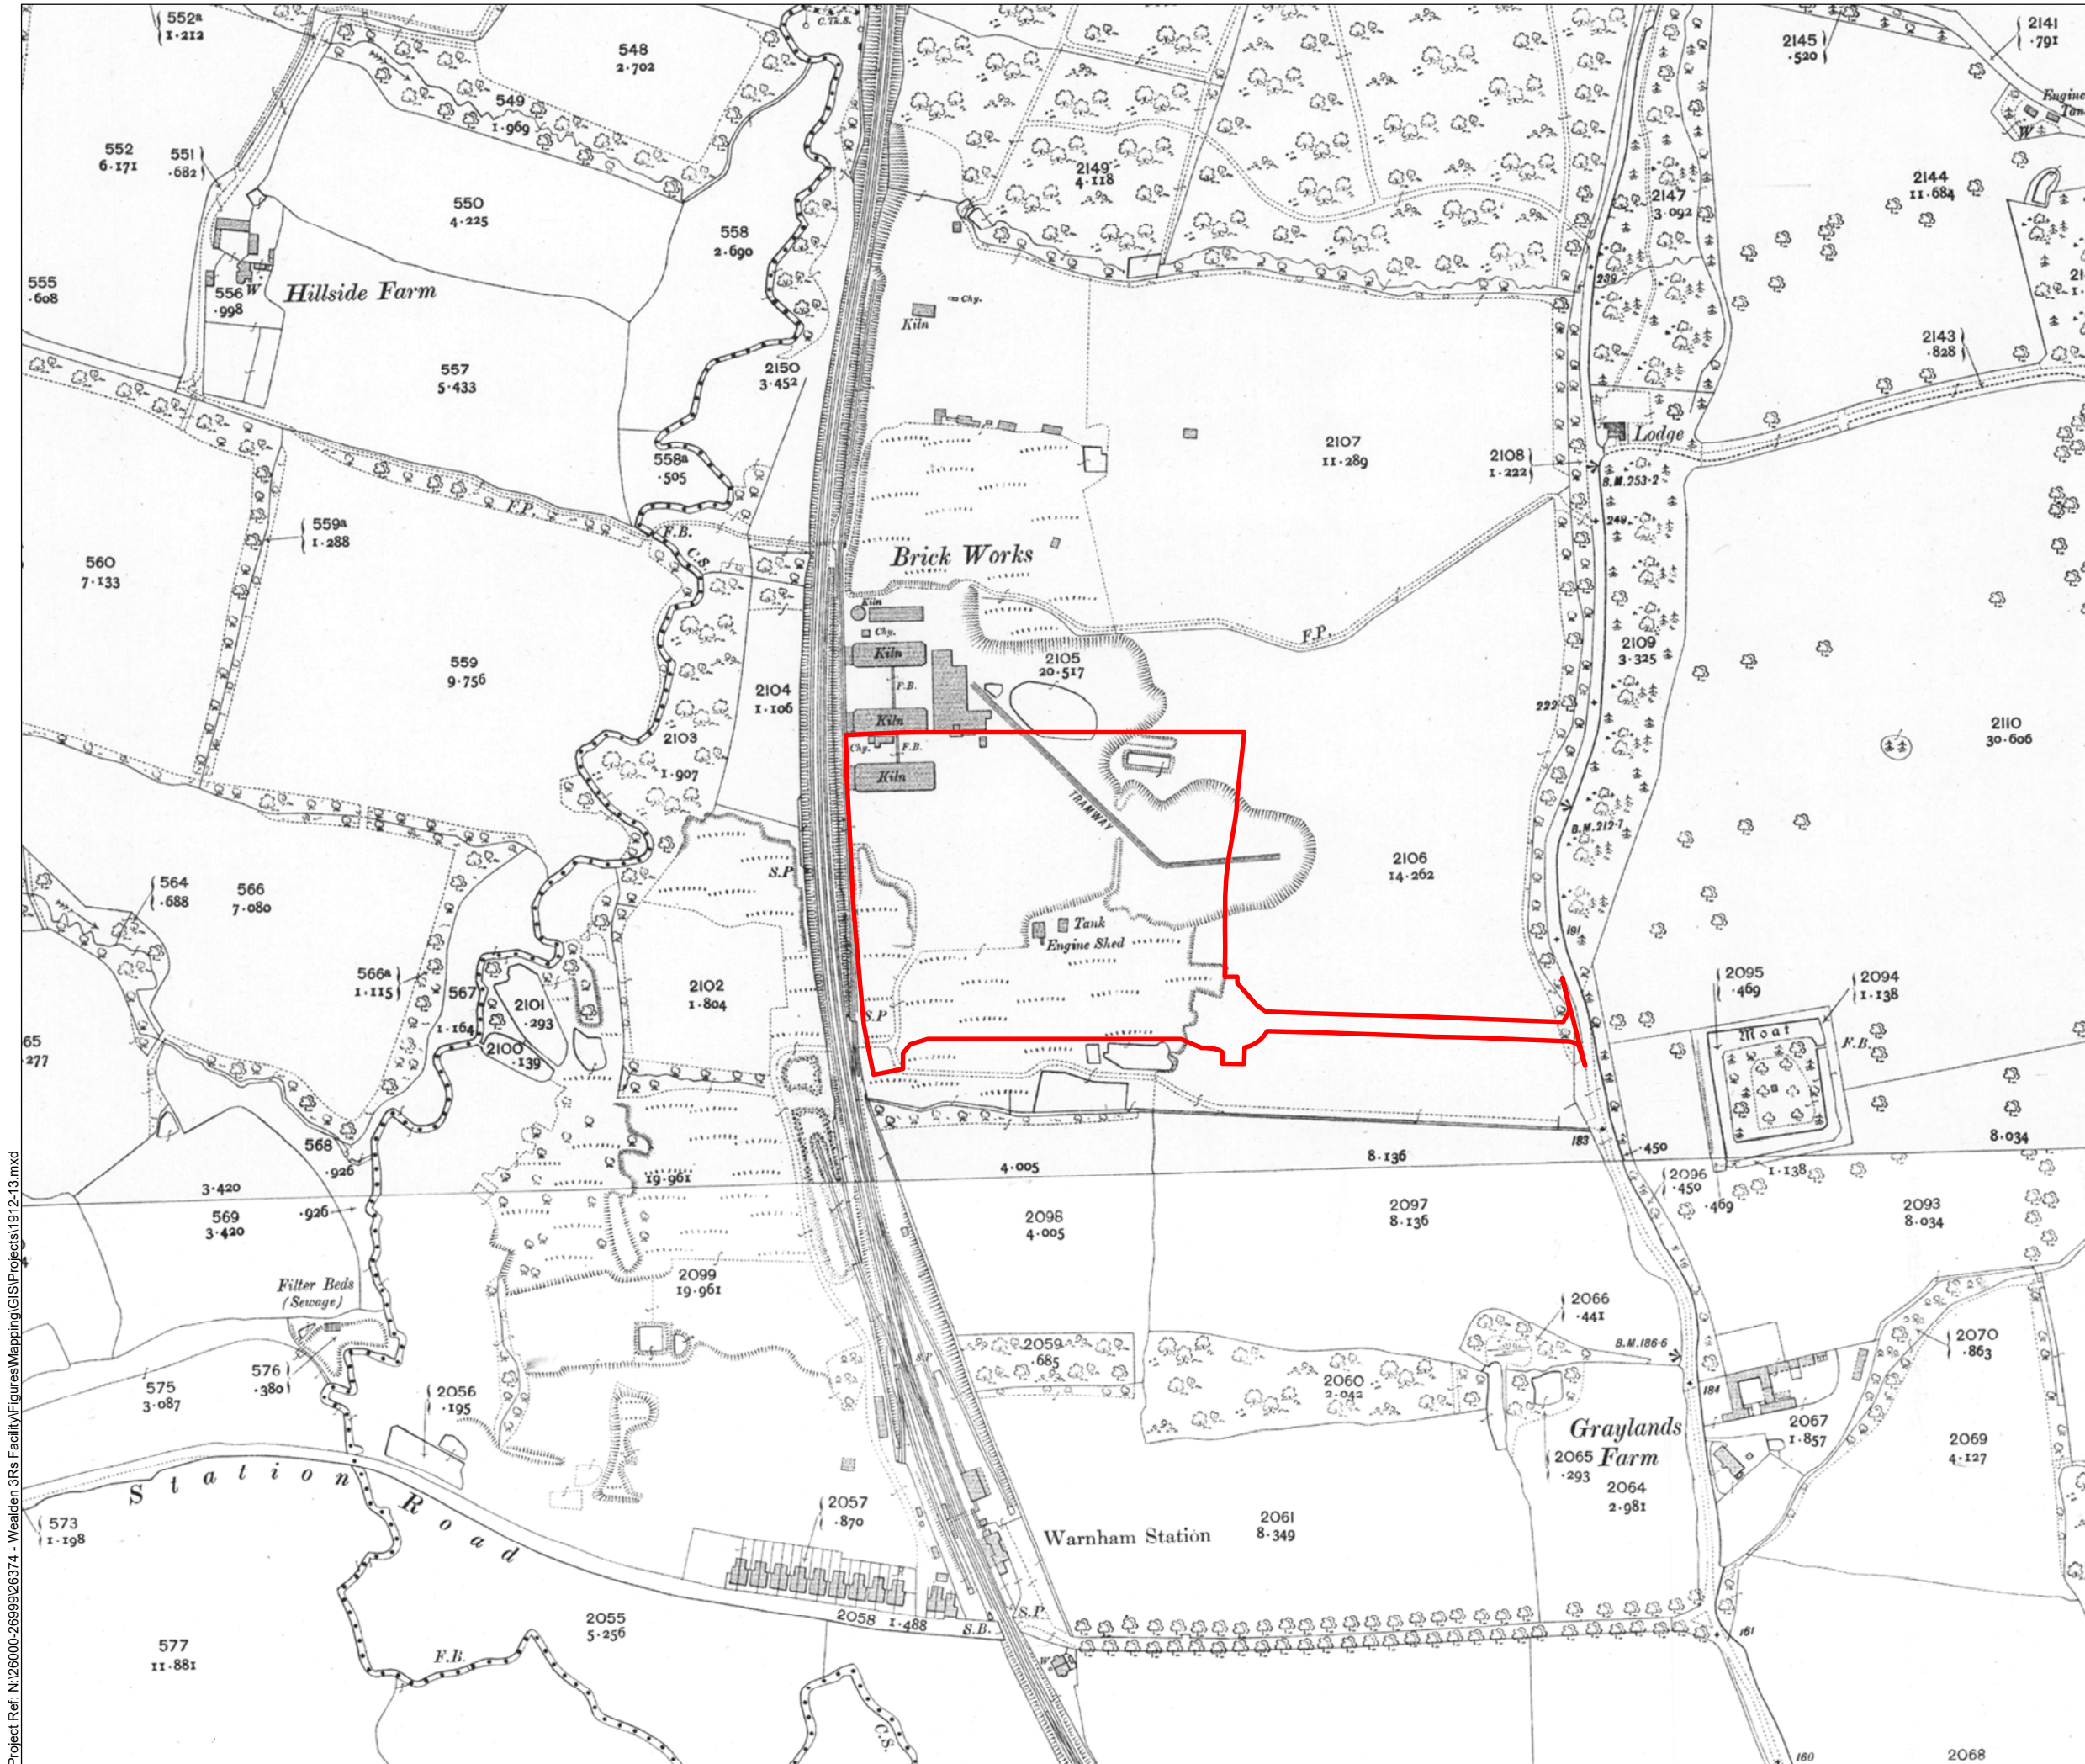 552a
1·212
548
2·702
C.Tk.S.
2145
·520
2141
·791
549
1·969
552
6·171
551
·682
550
4·225
558
2·690
2149
4·118
2147
3·092
2144
11·684
W
555
·608
556
·998
W
Hillside Farm
Kiln
Chy.
239
557
5·433
2150
3·452
2143
·828
558a
·505
2107
11·289
2108
1·222
Lodge
B.M.253·2
F.P.
559a
1·288
F.B.
C.S.
249
560
7·133
Brick Works
Kiln
Chy.
Kiln
F.P.
2109
3·325
559
9·756
2105
20·517
F.B.
2104
1·106
Kiln
222
2110
30·606
2103
1·907
Chy.
F.B.
Kiln
TRAMWAY
B.M.212·7
S.P
2106
14·262
564
·688
566
7·080
Tank
Engine Shed
191
566a
1·115
567
1·164
2101
·293
2102
1·804
2095
·469
2094
1·138
S.P
Moat
F.B.
65
·277
2100
·139
568
·926
183
·450
8·034
3·420
·926
19·961
4·005
8·136
1·138
2096
·450
·469
569
3·420
2098
4·005
2097
8·136
2093
8·034
Filter Beds
(Sewage)
2099
19·961
2066
·441
B.M.186·6
2070
·863
576
·380
575
3·087
2056
·195
S.P
2059
·685
2060
2·042
184
Graylands
Farm
2067
1·857
2065
·293
2064
2·981
2069
4·127
Station Road
573
1·198
2057
·870
Warnham Station
2061
8·349
2058 1·488
S.B.
S.P.
161
577
11·881
2055
5·256
F.B.
W
C.S.
160
2068
Project Ref: N:\26000-26999\26374 - Wealden 3Rs Facility\Figures\Mapping\GIS\Projects\1912-13.mxd